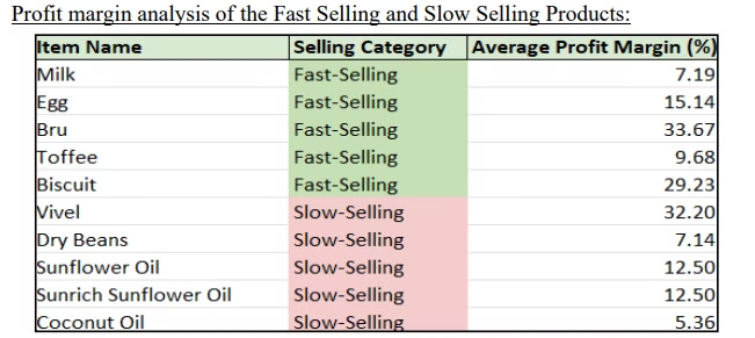 Profit margin analysis of the Fast Selling and Slow Selling Products:
Item Name Selling Category Average Profit Margin (%)
Milk Fast-Selling 7.19
Egg Fast-Selling 15.14
Bru Fast-Selling 33.67
Toffee Fast-Selling 9.68
Biscuit Fast-Selling 29.23
Vivel Slow-Selling 32.20
Dry Beans Slow-Selling 7.14
Sunflower Oil Slow-Selling 12.50
Sunrich Sunflower Oil Slow-Selling 12.50
Coconut Oil Slow-Selling 5.36